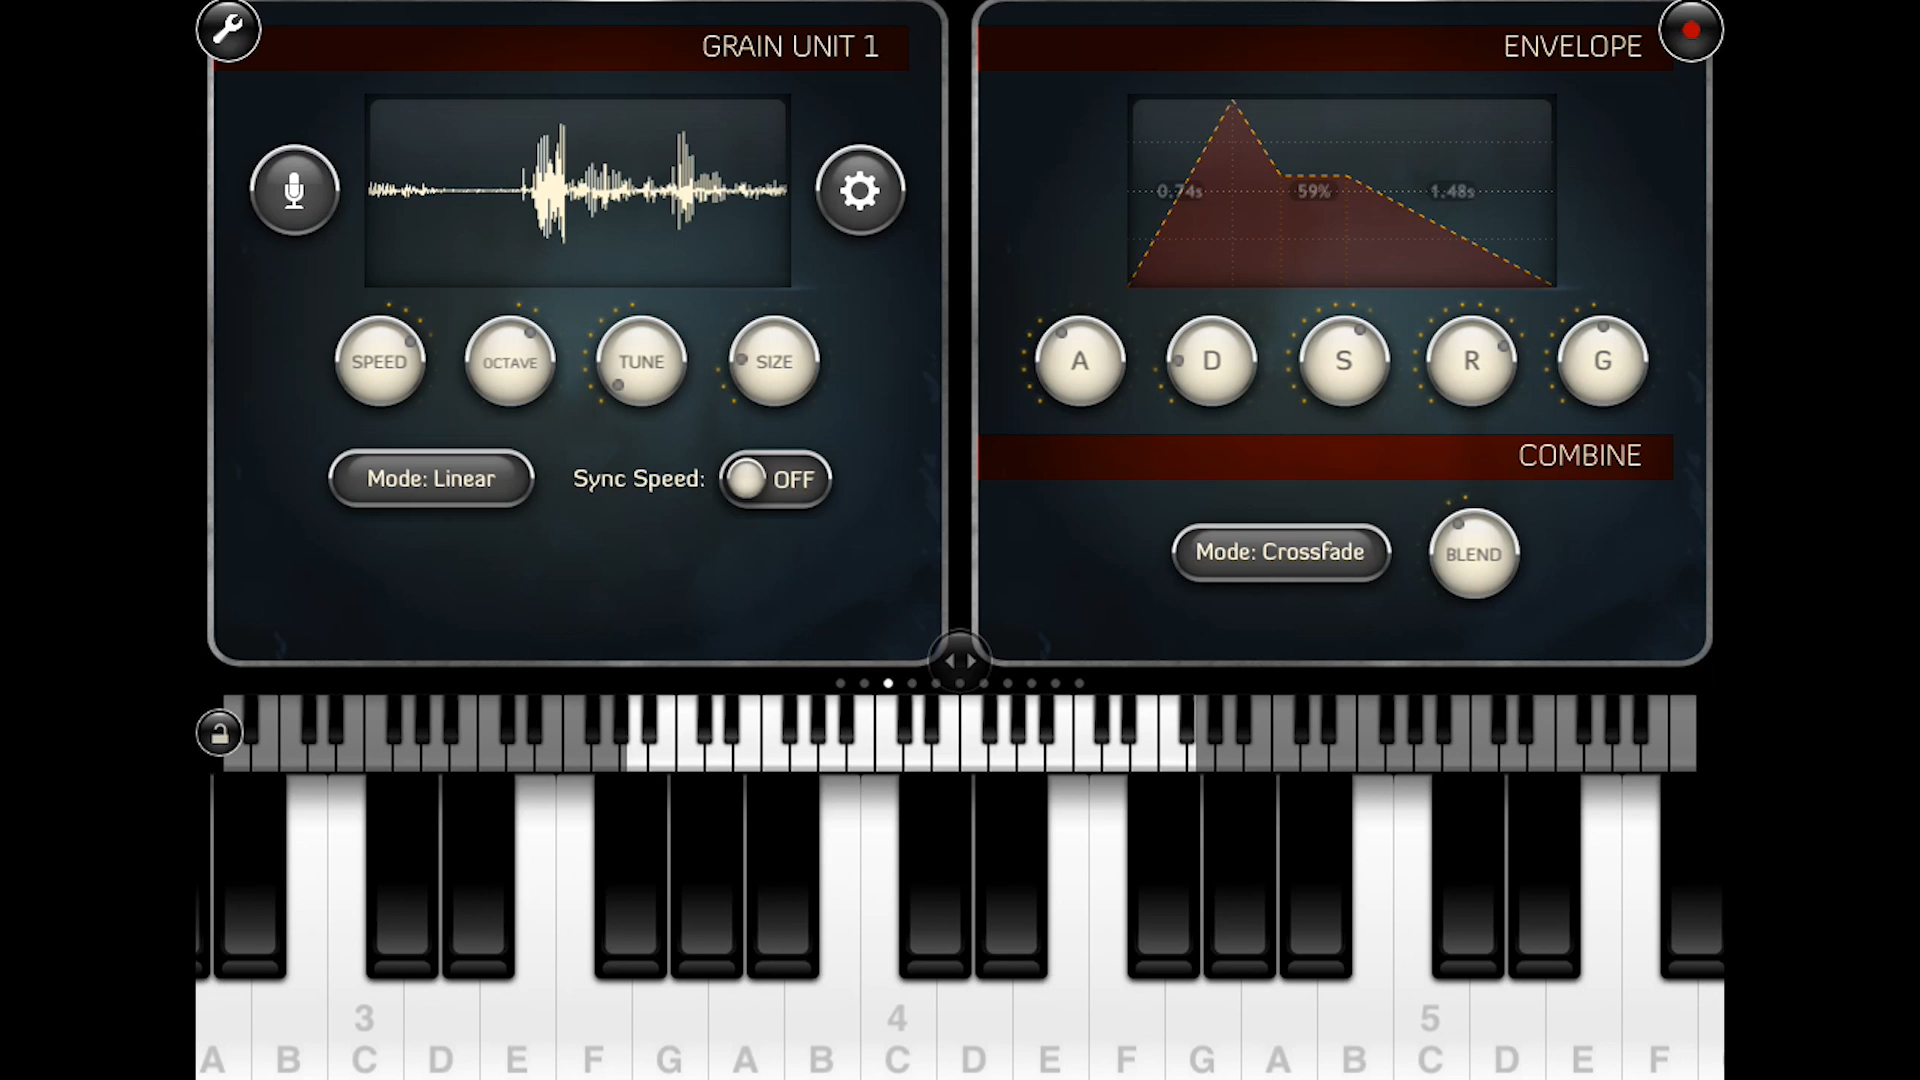 GRAIN UNIT 1
ENVELOPE
0.74s 59% 1.48s
SPEED OCTAVE TUNE SIZE
A D S R G
Mode: Linear Sync Speed: OFF
COMBINE
Mode: Crossfade BLEND
3 4 5
A B C D E F G A B C D E F G A B C D E F